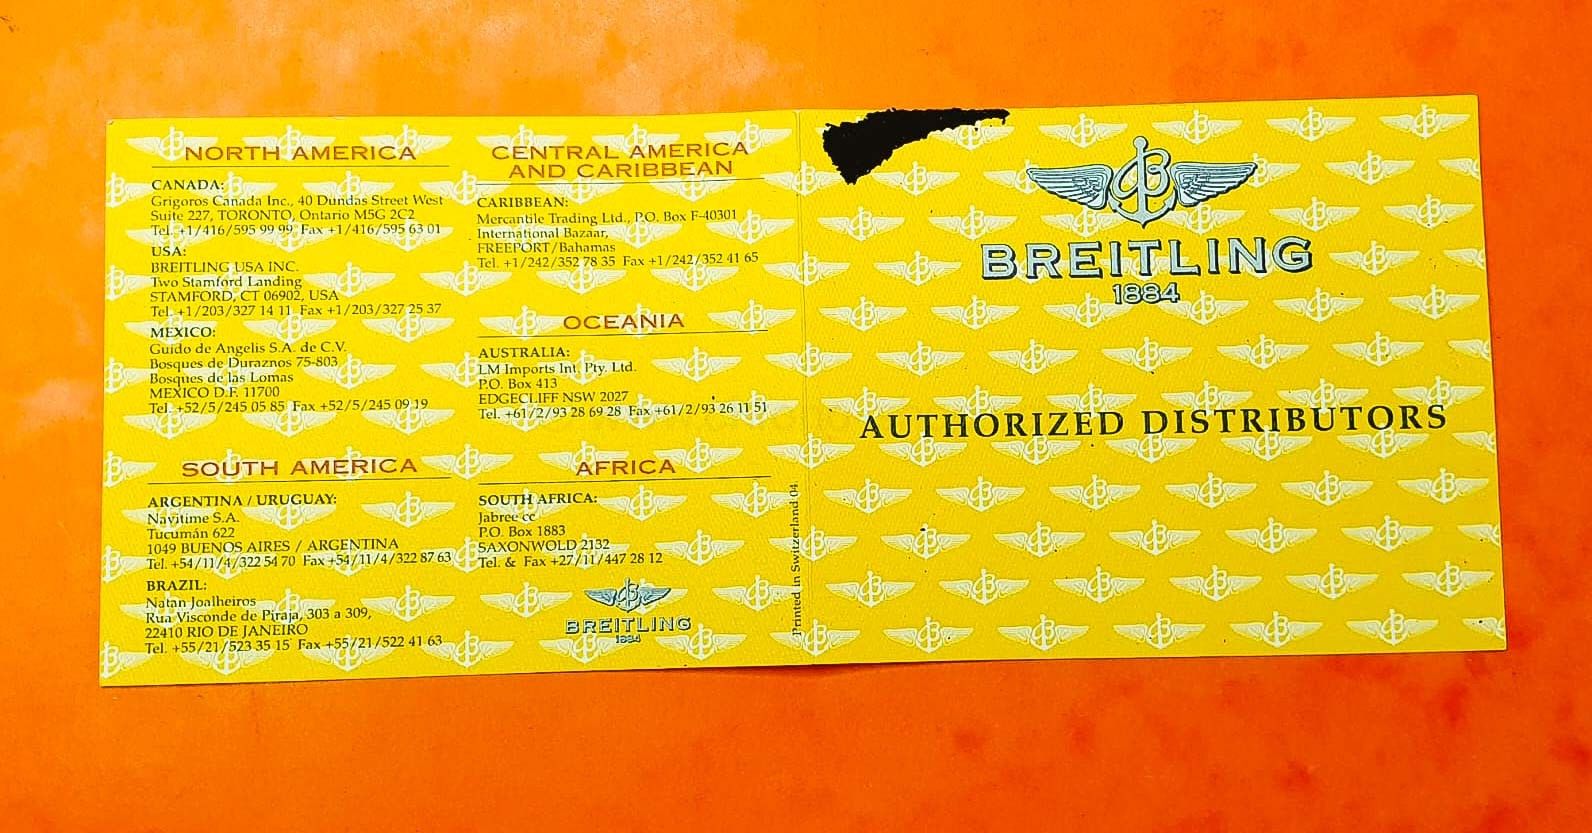 NORTH AMERICA
CANADA:
Grigoros Canada Inc., 40 Dundas Street West
Suite 227, TORONTO, Ontario M5G 2C2
Tel. +1/416/595 99 99 Fax +1/416/595 63 01
USA:
BREITLING USA INC.
Two Stamford Landing
STAMFORD, CT 06902, USA
Tel. +1/203/327 14 11 Fax +1/203/327 25 37
MEXICO:
Guido de Angelis S.A. de C.V.
Bosques de Duraznos 75-803
Bosques de las Lomas
MEXICO D.F. 11700
Tel. +52/5/245 05 85 Fax +52/5/245 09 19
SOUTH AMERICA
ARGENTINA / URUGUAY:
Navitime S.A.
Tucumán 622
1049 BUENOS AIRES / ARGENTINA
Tel. +54/11/4/322 54 70 Fax +54/11/4/322 87 63
BRAZIL:
Natan Joalheiros
Rua Visconde de Piraja, 303 a 309,
22410 RIO DE JANEIRO
Tel. +55/21/523 35 15 Fax +55/21/522 41 63
CENTRAL AMERICA
AND CARIBBEAN
CARIBBEAN:
Mercantile Trading Ltd., P.O. Box F-40301
International Bazaar,
FREEPORT/Bahamas
Tel. +1/242/352 78 35 Fax +1/242/352 41 65
OCEANIA
AUSTRALIA:
LM Imports Int. Pty. Ltd.
P.O. Box 413
EDGECLIFF NSW 2027
Tel. +61/2/93 28 69 28 Fax +61/2/93 26 11 51
AFRICA
SOUTH AFRICA:
Jabree cc
P.O. Box 1883
SAXONWOLD 2132
Tel. & Fax +27/11/447 28 12
BREITLING
1884
Printed in Switzerland 04.
BREITLING
1884
AUTHORIZED DISTRIBUTORS